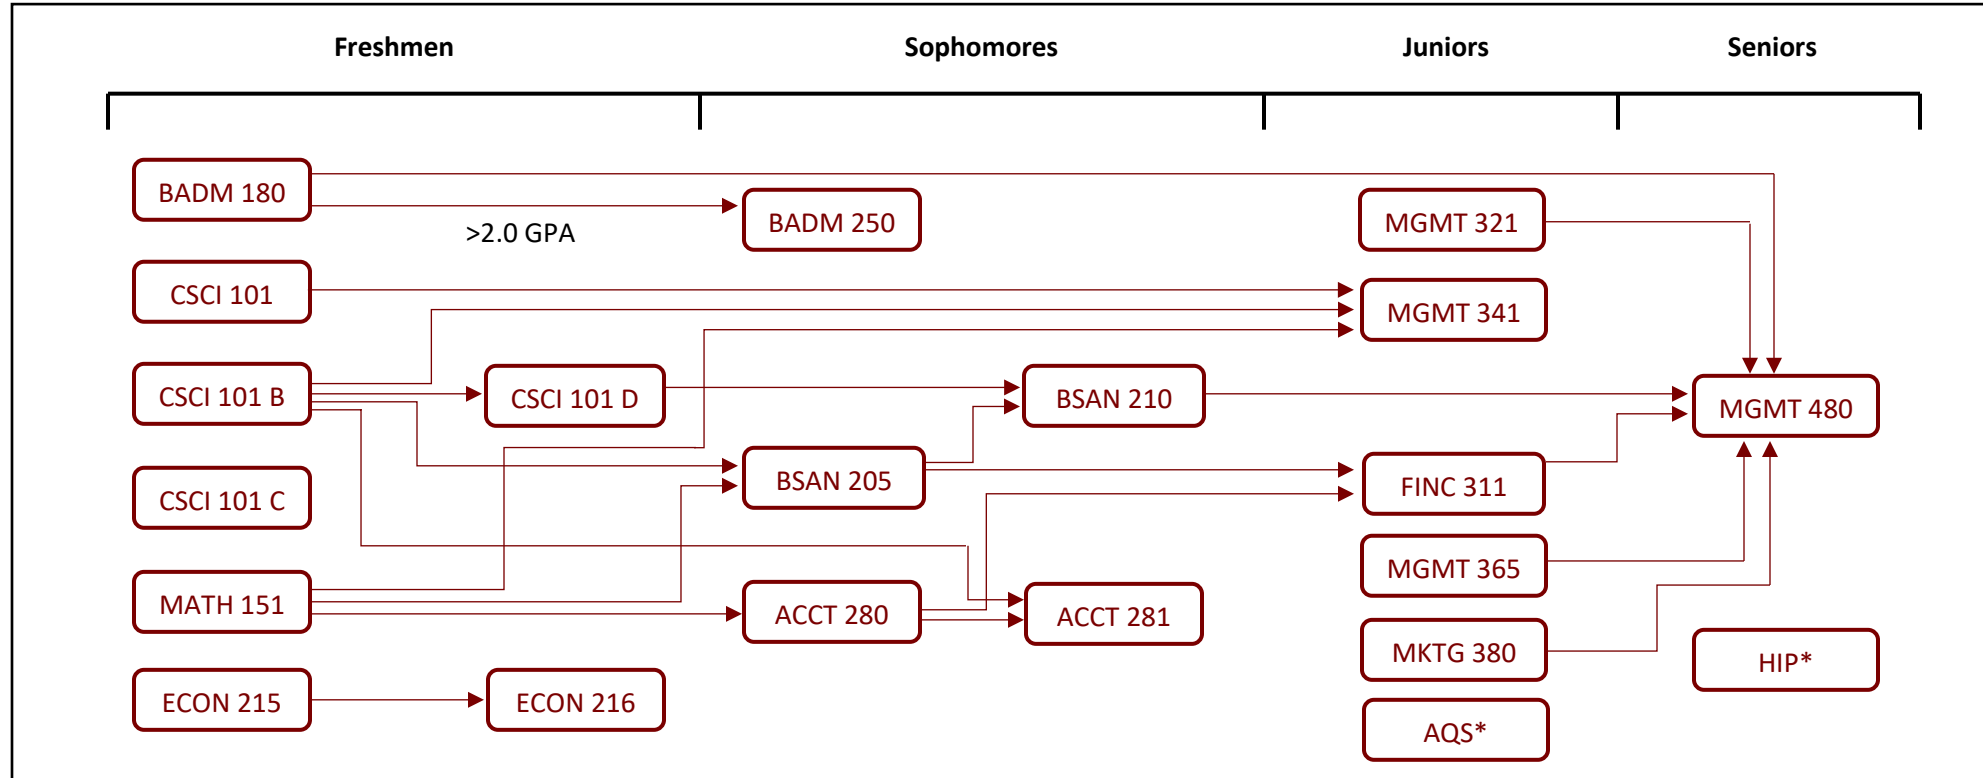 Freshmen
Sophomores
Juniors
Seniors
BADM 180
>2.0 GPA
BADM 250
MGMT 321
CSCI 101
MGMT 341
CSCI 101 B
CSCI 101 D
BSAN 210
MGMT 480
BSAN 205
FINC 311
CSCI 101 C
MGMT 365
MATH 151
ACCT 280
ACCT 281
MKTG 380
HIP*
ECON 215
ECON 216
AQS*